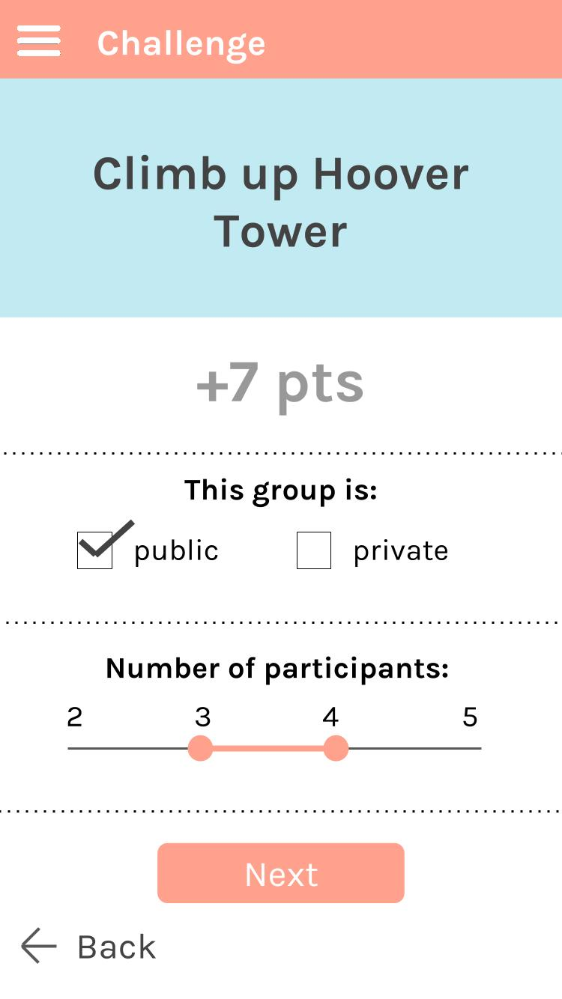 Challenge
Climb up Hoover
Tower
+7 pts
This group is:
public private
Number of participants:
2 3 4 5
Next
Back